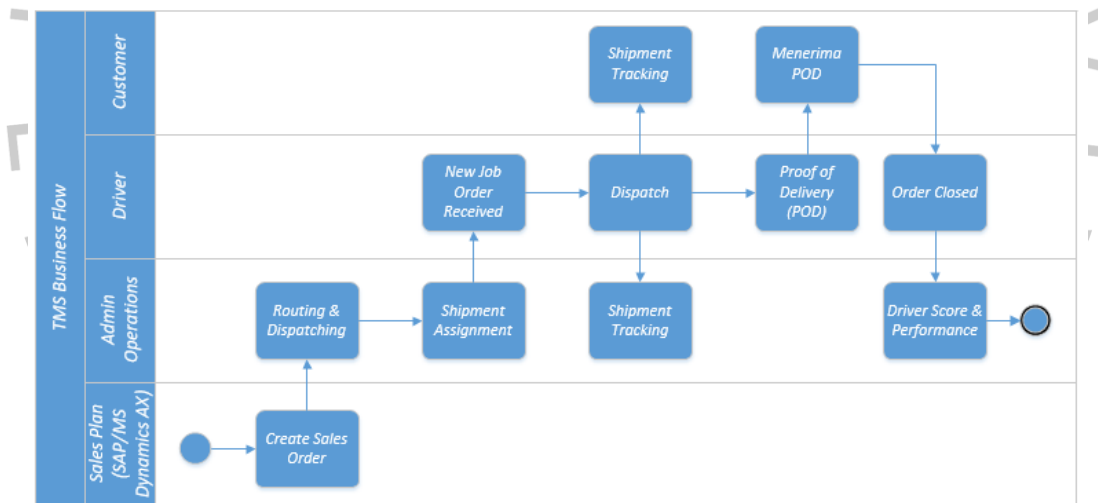 TMS Business Flow
Customer
Shipment
Tracking
Menerima
POD
Driver
New Job
Order
Received
Dispatch
Proof of
Delivery
(POD)
Order Closed
Admin
Operations
Routing &
Dispatching
Shipment
Assignment
Shipment
Tracking
Driver Score &
Performance
Sales Plan
(SAP/MS
Dynamics AX)
Create Sales
Order